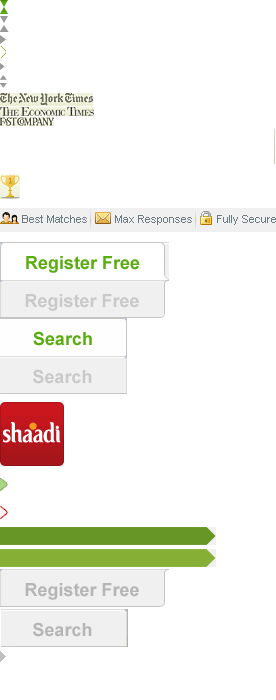 The New York Times
THE ECONOMIC TIMES
FAST COMPANY
1
Best Matches
Max Responses
Fully Secure
Register Free
Register Free
Search
Search
shaadi
Register Free
Search